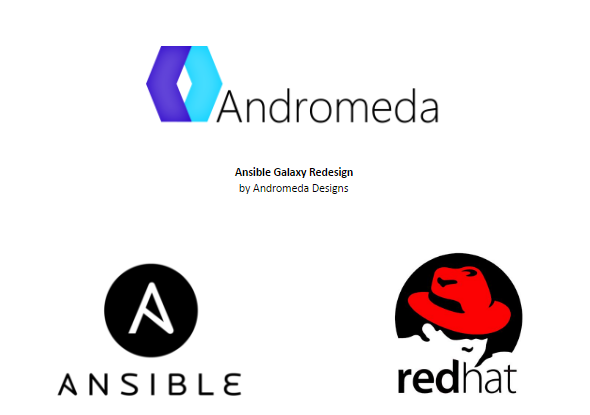 Andromeda
Ansible Galaxy Redesign
by Andromeda Designs
A
ANSIBLE
redhat